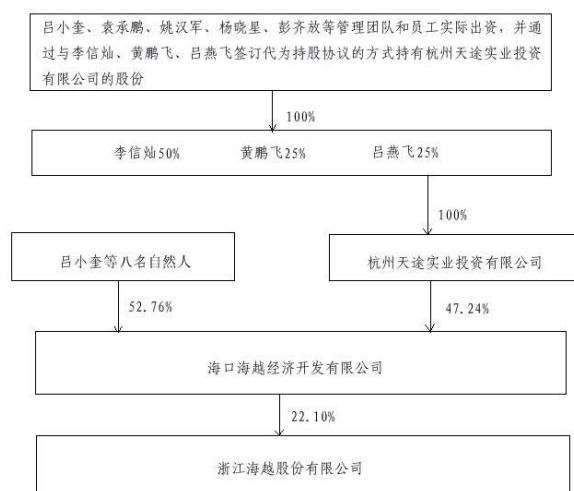 吕小奎、袁承鹏、姚汉军、杨晓星、彭齐放等管理团队和员工实际出资，并通
过与李信灿、黄鹏飞、吕燕飞签订代为持股协议的方式持有杭州天途实业投资
有限公司的股份
100%
李信灿50% 黄鹏飞25% 吕燕飞25%
100%
吕小奎等八名自然人 杭州天途实业投资有限公司
52.76% 47.24%
海口海越经济开发有限公司
22.10%
浙江海越股份有限公司